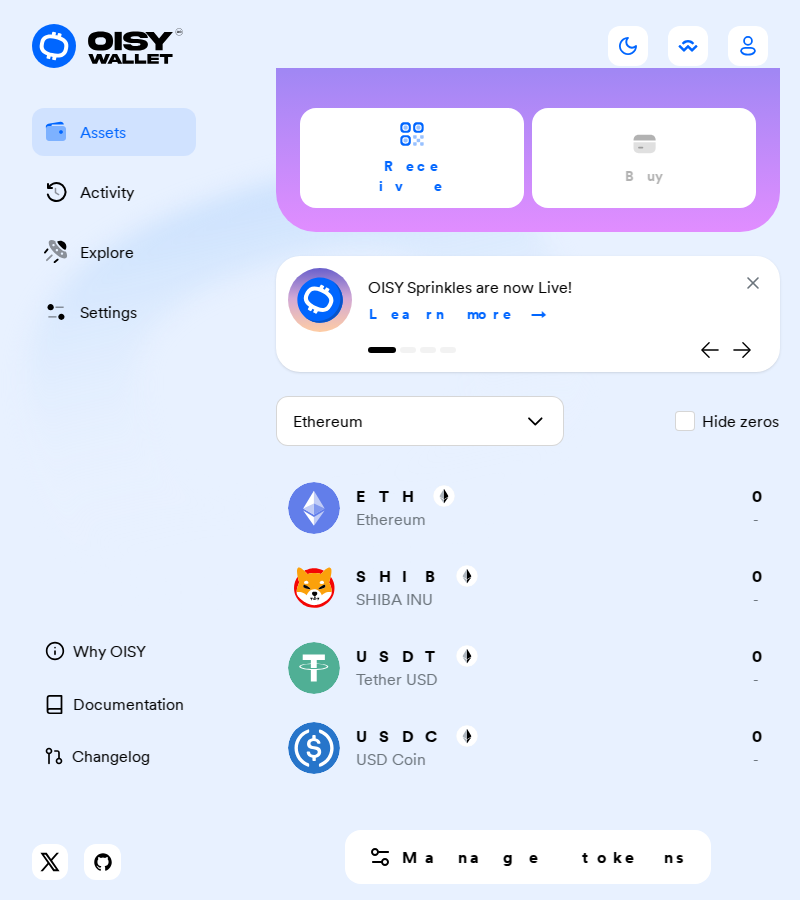 OISY
WALLET
Assets
Activity
Explore
Settings
Why OISY
Documentation
Changelog
Rece
ive
Buy
OISY Sprinkles are now Live!
Learn more →
Ethereum
Hide zeros
ETH
0
Ethereum
-
SHIB
0
SHIBA INU
-
USDT
0
Tether USD
-
USDC
0
USD Coin
-
Manage tokens